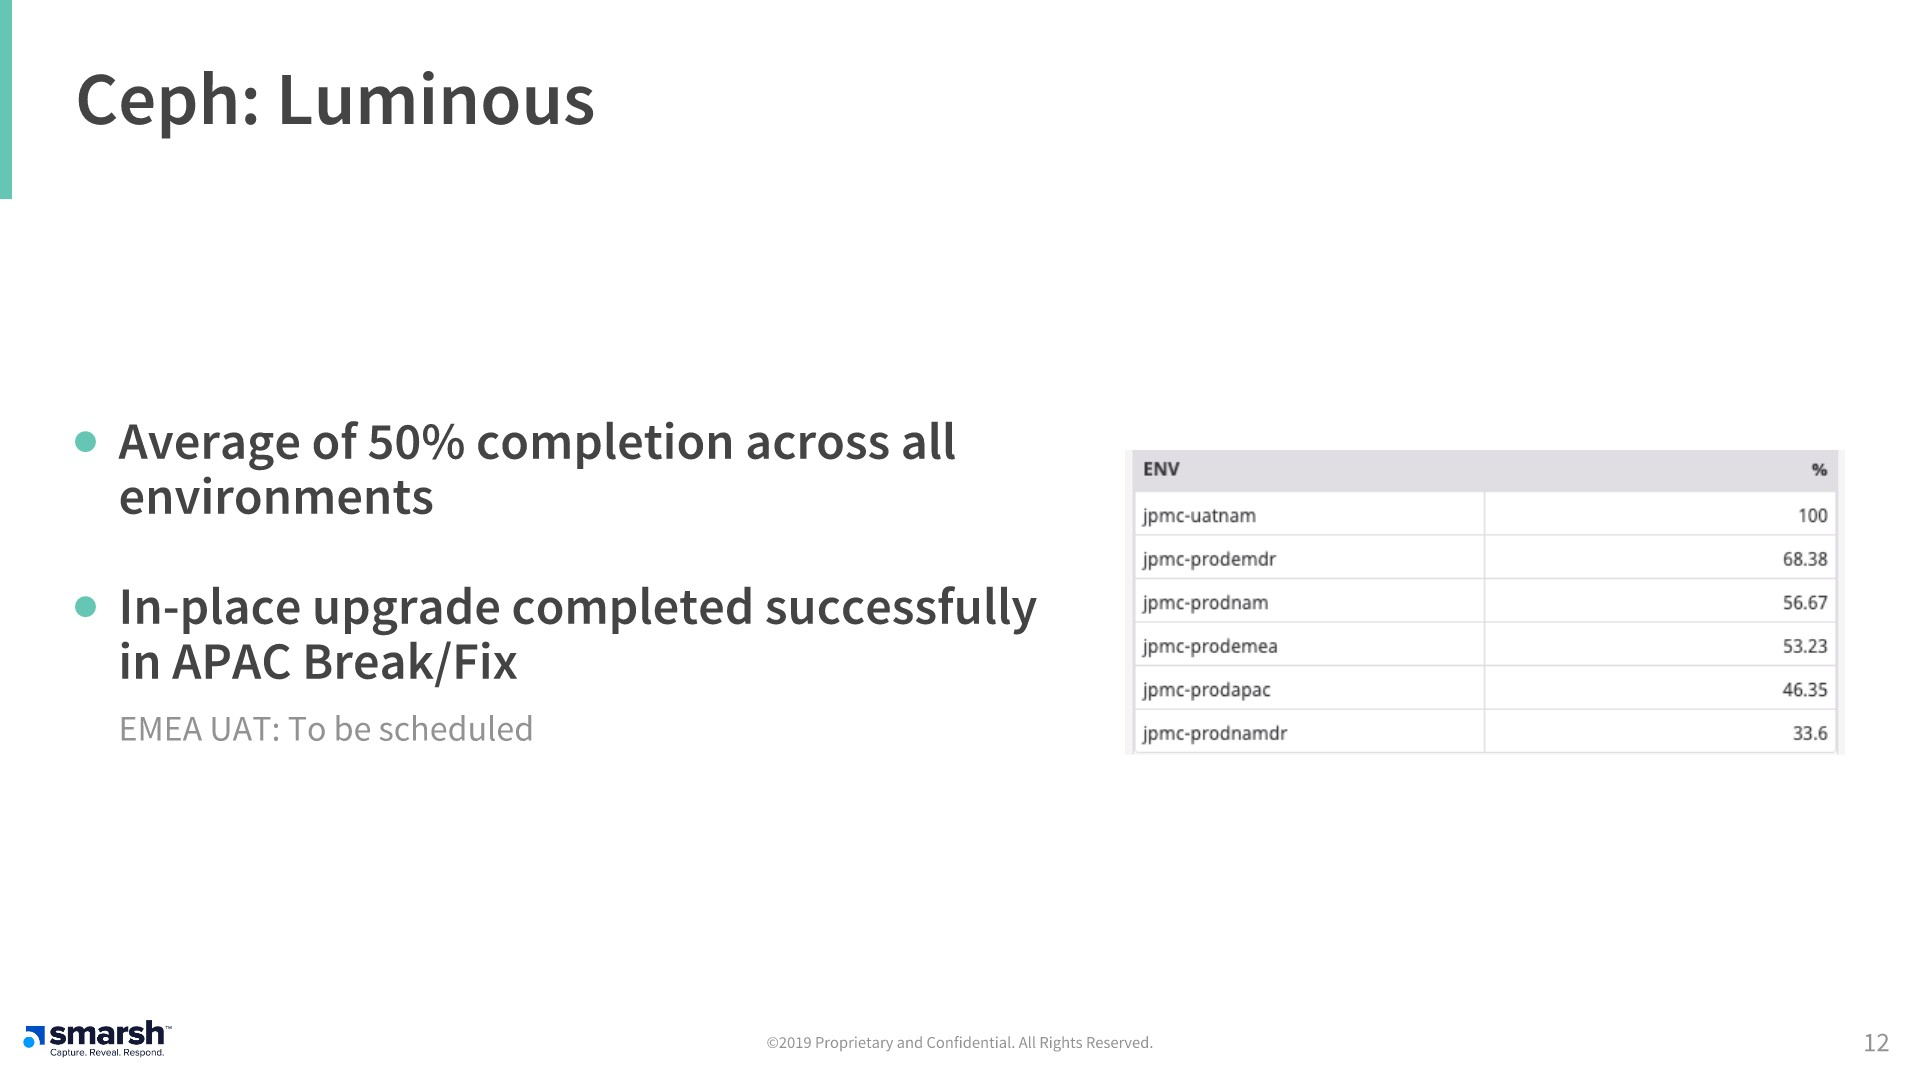 Ceph: Luminous
Average of 50% completion across all
environments
In-place upgrade completed successfully
in APAC Break/Fix
EMEA UAT: To be scheduled
ENV %
jpmc-uatnam 100
jpmc-prodemdr 68.38
jpmc-prodnam 56.67
jpmc-prodemea 53.23
jpmc-prodapac 46.35
jpmc-prodnamdr 33.6
smarsh™
Capture. Reveal. Respond.
©2019 Proprietary and Confidential. All Rights Reserved.
12